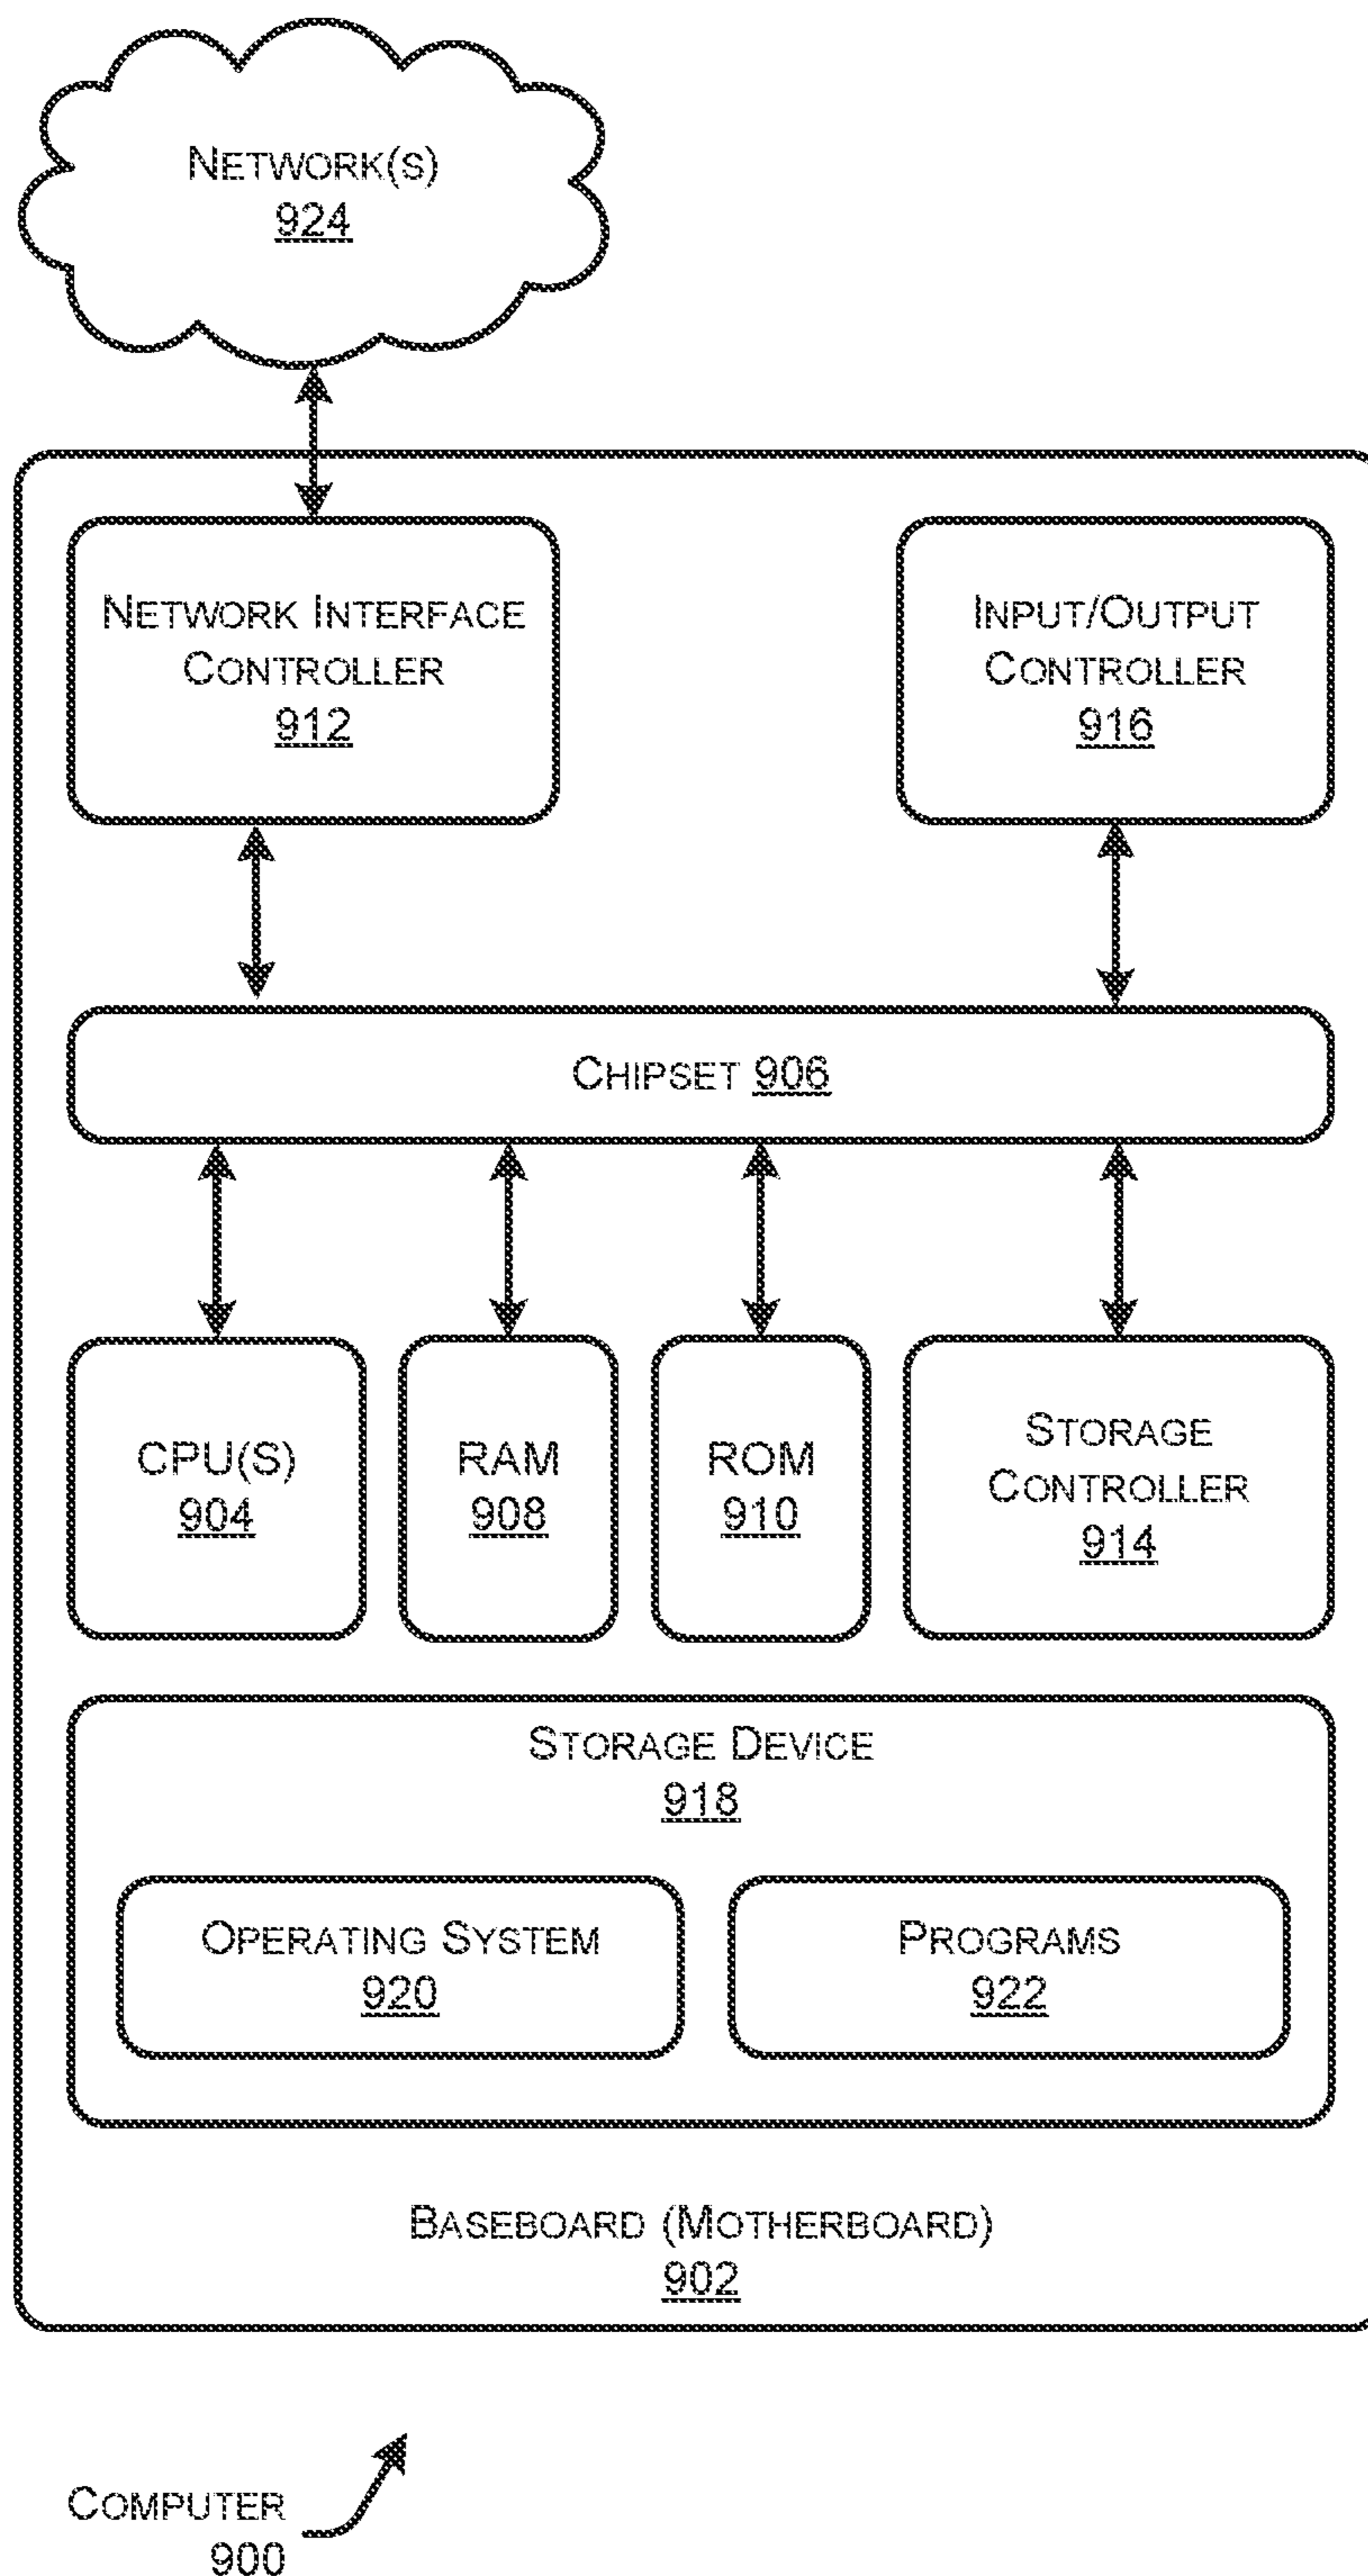 NETWORK(S)
924
NETWORK INTERFACE
CONTROLLER
912
INPUT/OUTPUT
CONTROLLER
916
CHIPSET 906
CPU(S)
904
RAM
908
ROM
910
STORAGE
CONTROLLER
914
STORAGE DEVICE
918
OPERATING SYSTEM
920
PROGRAMS
922
BASEBOARD (MOTHERBOARD)
902
COMPUTER
900